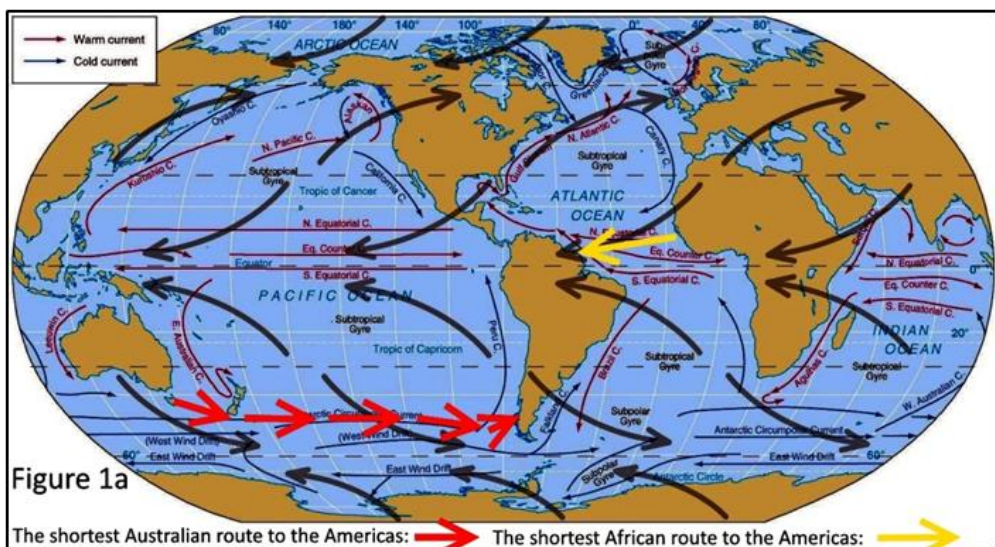 Warm current
Cold current
80°
140°
180°
140°
100°
80°
ARCTIC OCEAN
Subpolar
Gyre
Greenland
Oyashio C.
Alaskan
N. Pacific C.
Kuroshio C.
California C.
Subtropical
Gyre
Tropic of Cancer
Gulf Stream
N. Atlantic C.
Canary C.
Subtropical
Gyre
ATLANTIC
OCEAN
N. Equatorial C.
Eq. Counter C.
Equator
S. Equatorial C.
PACIFIC OCEAN
Eq. Counter C.
S. Equatorial C.
N. Equatorial C.
Eq. Counter C.
S. Equatorial C.
0°
INDIAN
OCEAN
20°
Leeuwin C.
E. Australian C.
Subtropical
Gyre
Tropic of Capricorn
Peru C.
Brazil C.
Subtropical
Gyre
Agulhas C.
Subtropical
Gyre
W. Australian C.
Falkland C.
Subpolar
Gyre
Circumpolar Current
(West Wind Drift)
(West Wind Drift)
Antarctic Circumpolar Current
East Wind Drift
East Wind Drift
East Wind Drift
60°
60°
Subpolar
Gyre
Antarctic Circle
Figure 1a
The shortest Australian route to the Americas:
The shortest African route to the Americas: